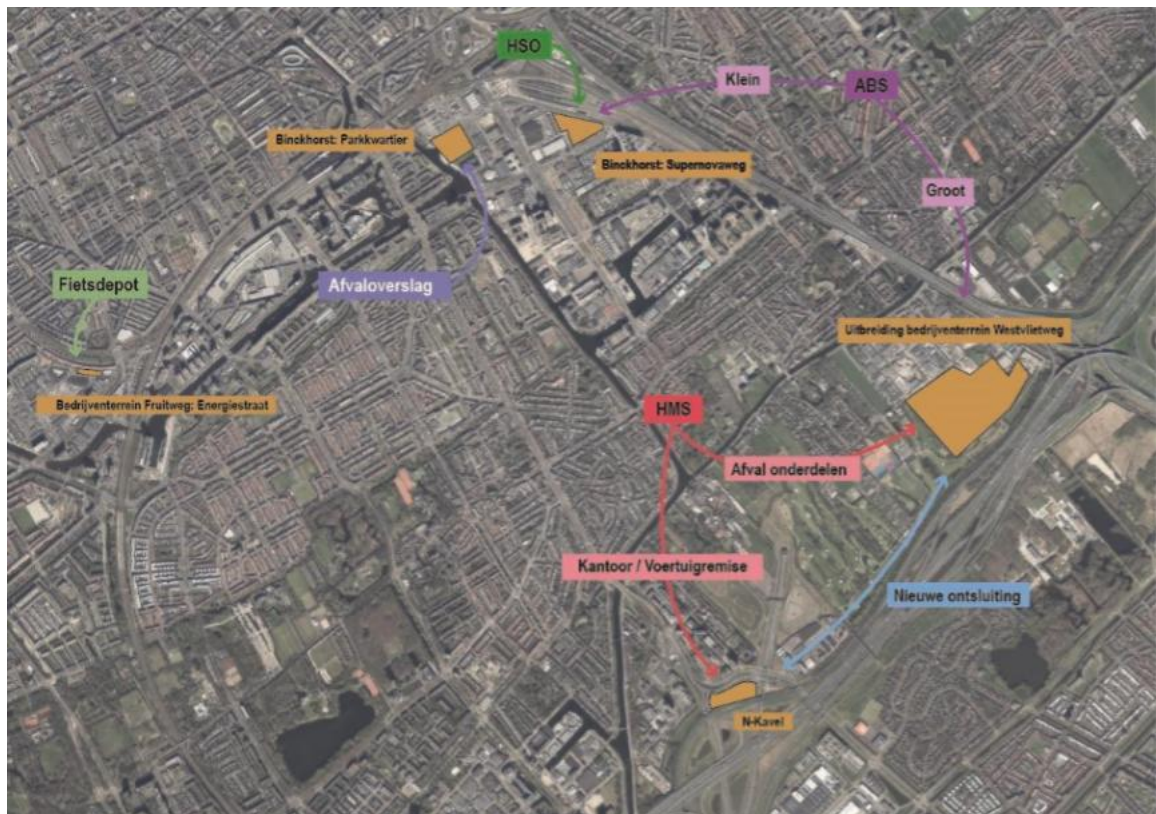 HSO
Klein
ABS
Binckhorst: Parkkwartier
Binckhorst: Supernovaweg
Groot
Fietsdepot
Afvaloverslag
Uitbreiding bedrijventerrein Westvlietweg
Bedrijventerrein Fruitweg: Energiestraat
HMS
Afval onderdelen
Kantoor / Voertuigremise
Nieuwe ontsluiting
N-Kavel